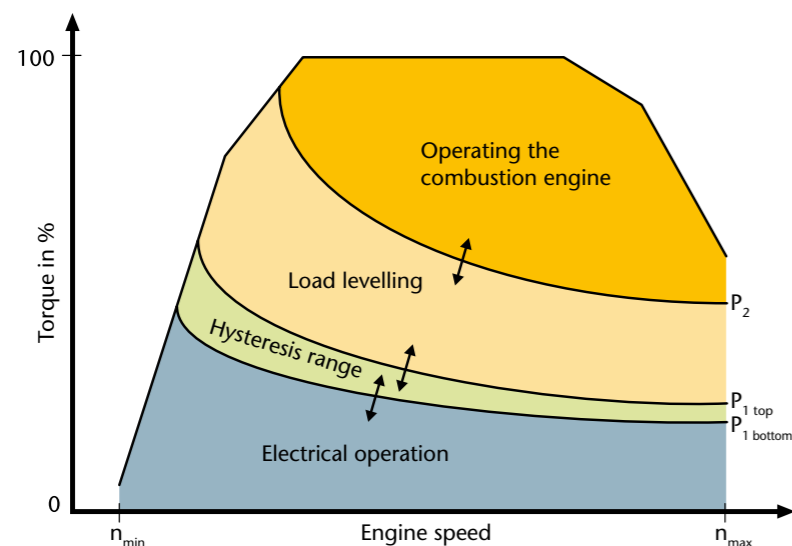 100
Operating the
combustion engine
Torque in %
Load levelling
P2
Hysteresis range
P1 top
P1 bottom
Electrical operation
0
nmin
Engine speed
nmax